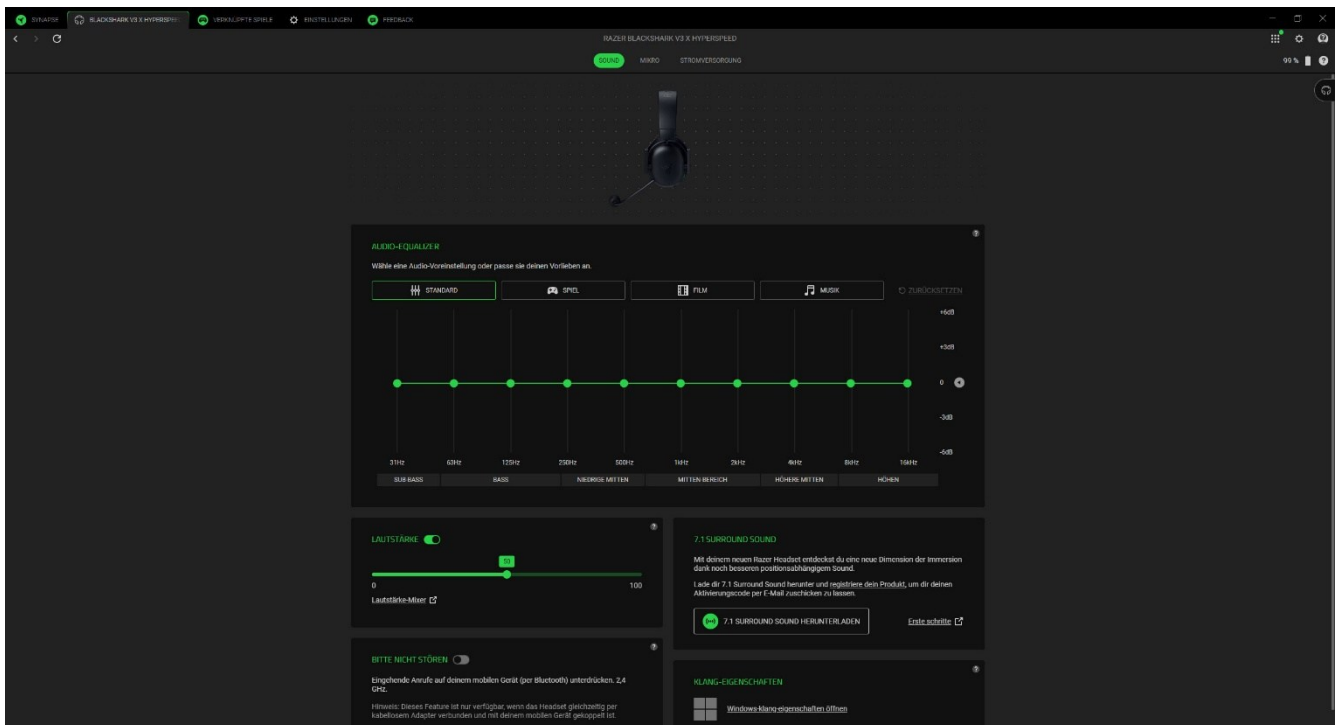 SYNAPSE
BLACKSHARK V3 X HYPERSPEE
VERKNÜPFTE SPIELE
EINSTELLUNGEN
FEEDBACK
RAZER BLACKSHARK V3 X HYPERSPEED
SOUND
MIKRO
STROMVERSORGUNG
99 %
AUDIO-EQUALIZER
Wähle eine Audio-Voreinstellung oder passe sie deinen Vorlieben an.
STANDARD
SPIEL
FILM
MUSIK
ZURÜCKSETZEN
+6dB
+3dB
0
-3dB
-6dB
31Hz 63Hz 125Hz 250Hz 500Hz 1kHz 2kHz 4kHz 8kHz 16kHz
SUB BASS
BASS
NIEDRIGE MITTEN
MITTEN BEREICH
HÖHERE MITTEN
HÖHEN
LAUTSTÄRKE
0
100
Lautstärke-Mixer
7.1 SURROUND SOUND
Mit deinem neuen Razer Headset entdeckst du eine neue Dimension der Immersion
dank noch besseren positionsabhängigem Sound.
Lade dir 7.1 Surround Sound herunter und registriere dein Produkt, um dir deinen
Aktivierungscode per E-Mail zuschicken zu lassen.
7.1 SURROUND SOUND HERUNTERLADEN
Erste schritte
BITTE NICHT STÖREN
Eingehende Anrufe auf deinem mobilen Gerät (per Bluetooth) unterdrücken. 2,4
GHz.
Hinweis: Dieses Feature ist nur verfügbar, wenn das Headset gleichzeitig per
kabellosem Adapter verbunden und mit deinem mobilen Gerät gekoppelt ist.
KLANG-EIGENSCHAFTEN
Windows-klang-eigenschaften öffnen